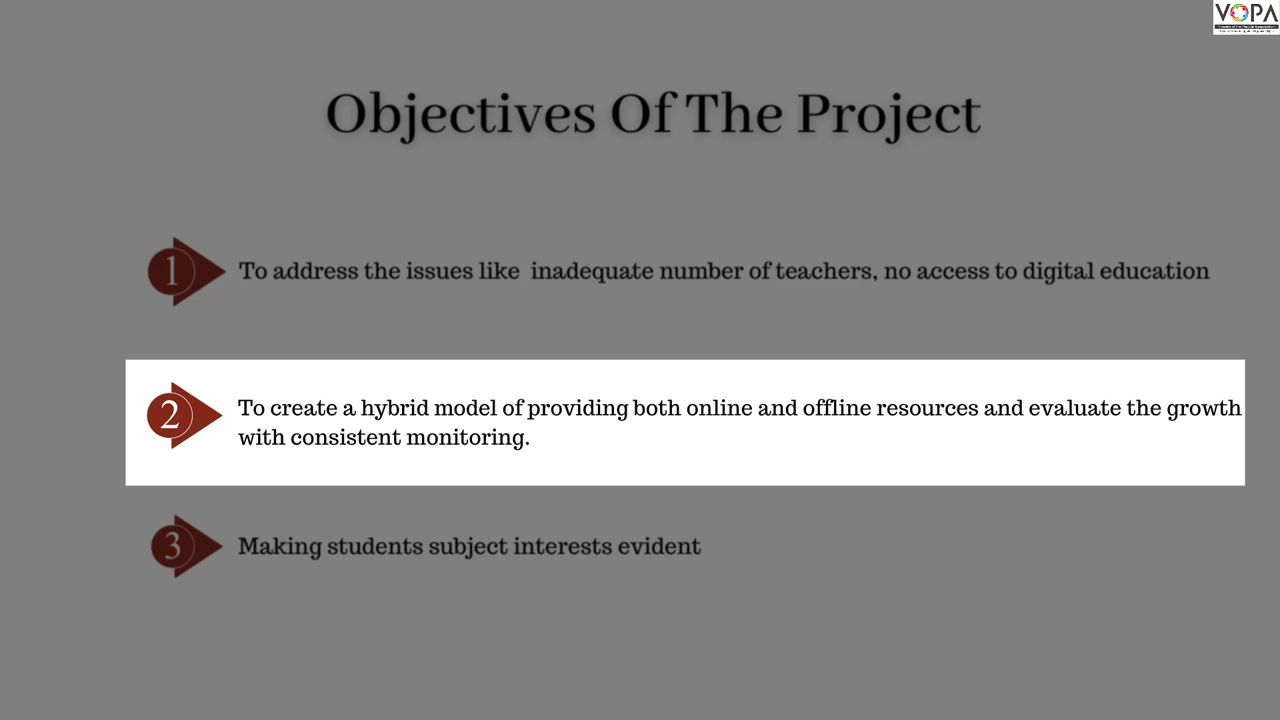 VOPA
Objectives Of The Project
1 To address the issues like inadequate number of teachers, no access to digital education
2 To create a hybrid model of providing both online and offline resources and evaluate the growth
with consistent monitoring.
3 Making students subject interests evident